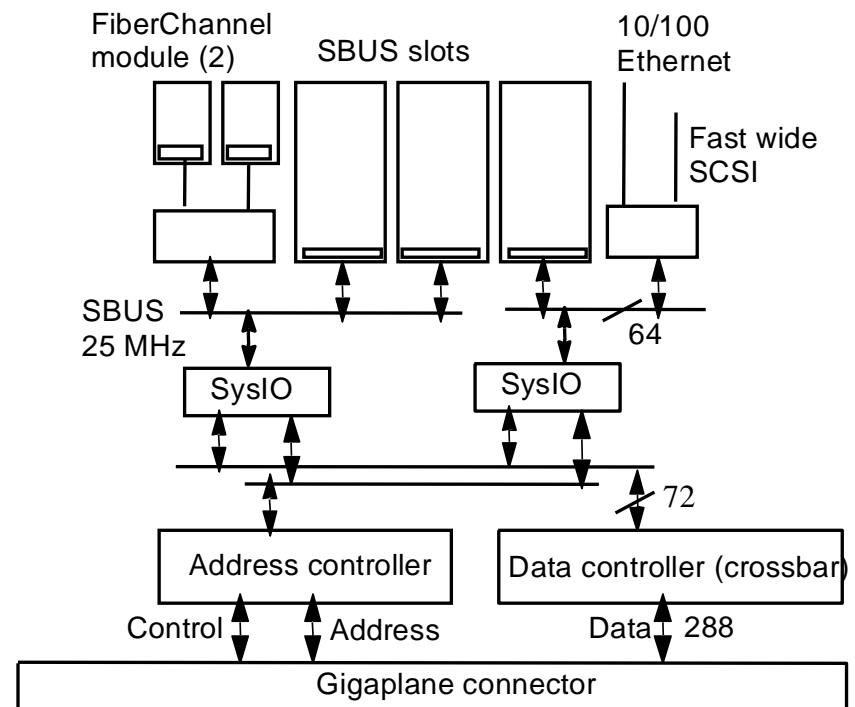 FiberChannel
module (2)
SBUS slots
10/100
Ethernet
Fast wide
SCSI
SBUS
25 MHz
64
SysIO
SysIO
72
Address controller
Data controller (crossbar)
Control
Address
Data
288
Gigaplane connector